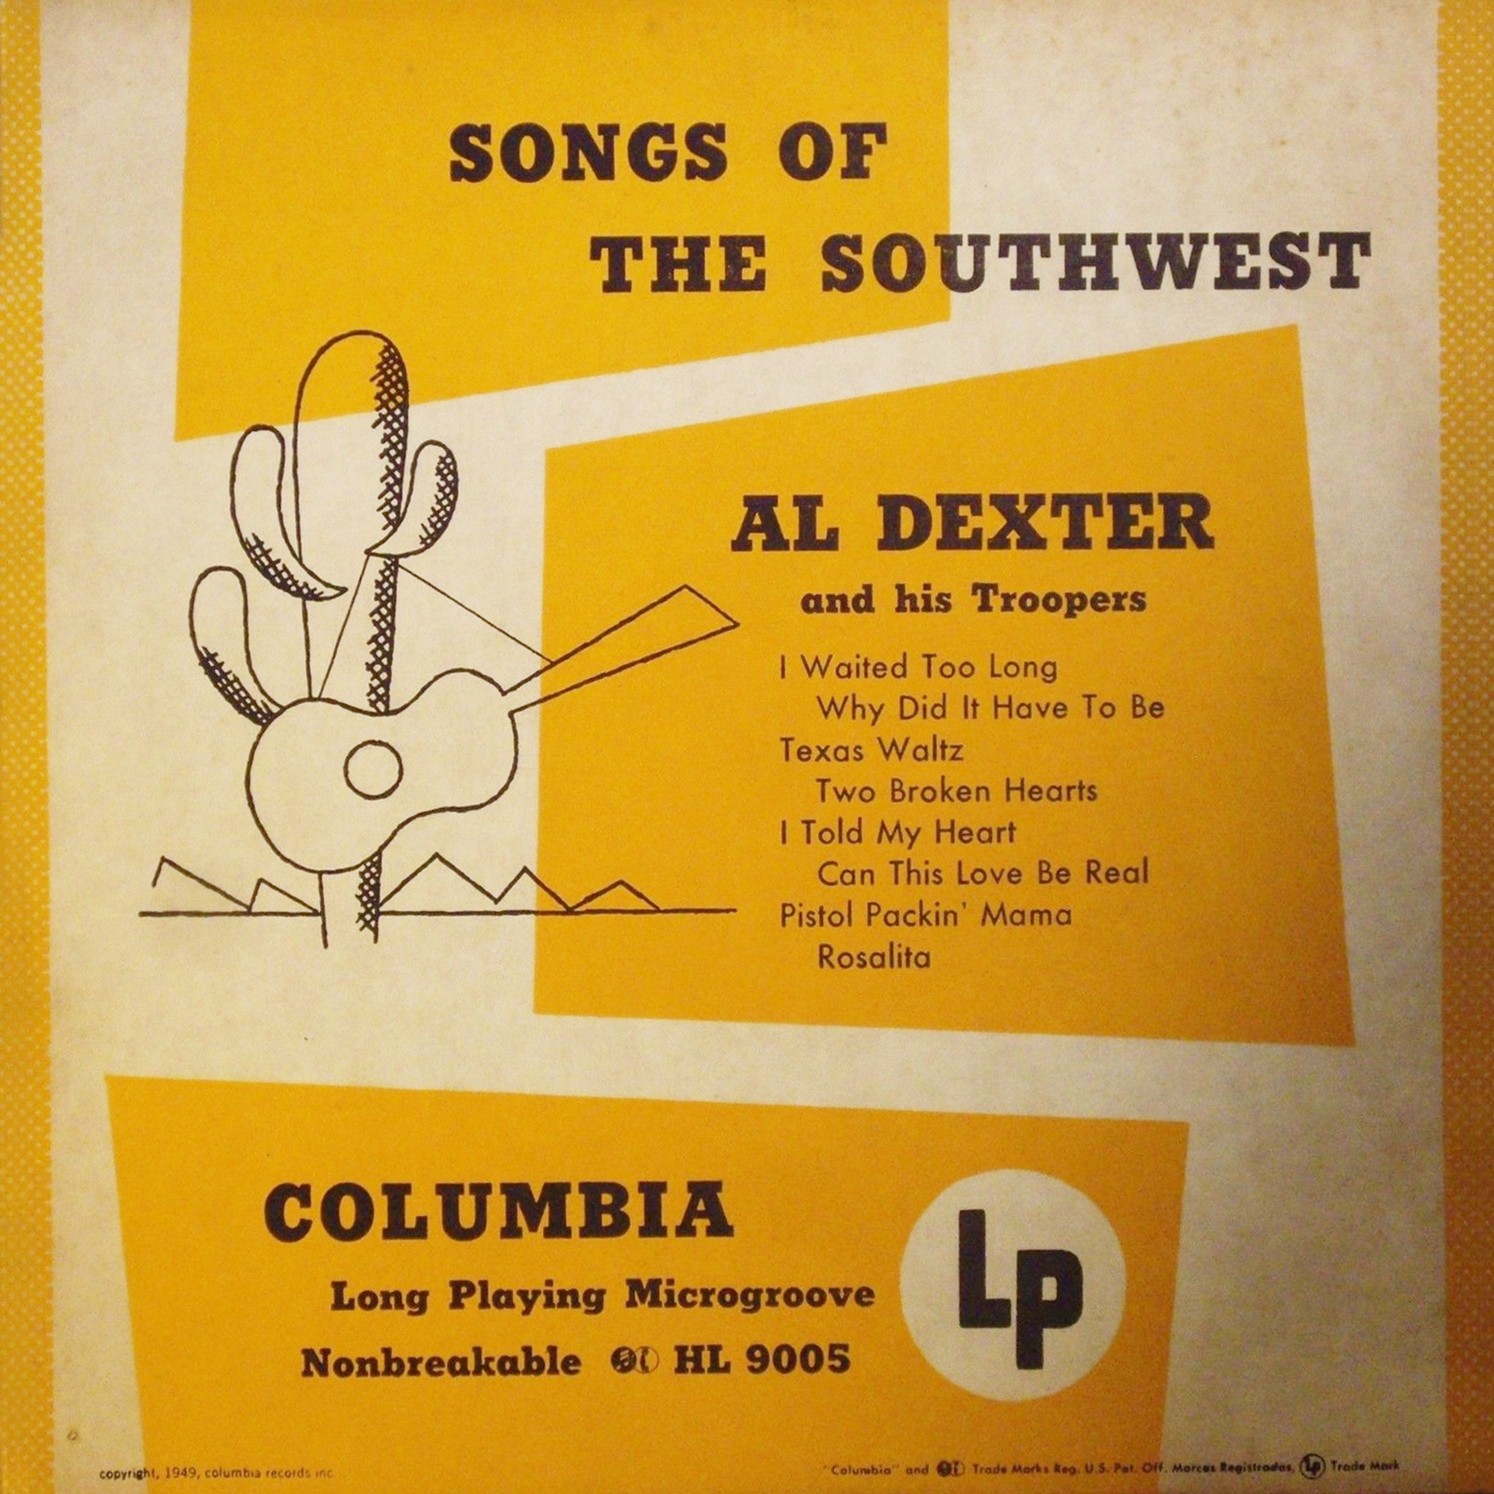 SONGS OF
THE SOUTHWEST
AL DEXTER
and his Troopers
I Waited Too Long
Why Did It Have To Be
Texas Waltz
Two Broken Hearts
I Told My Heart
Can This Love Be Real
Pistol Packin' Mama
Rosalita
COLUMBIA
Long Playing Microgroove
Nonbreakable HL 9005
LP
copyright, 1949, columbia records inc.
"Columbia" and Trade Marks Reg. U.S. Pat. Off. Marcas Registradas, LP Trade Mark